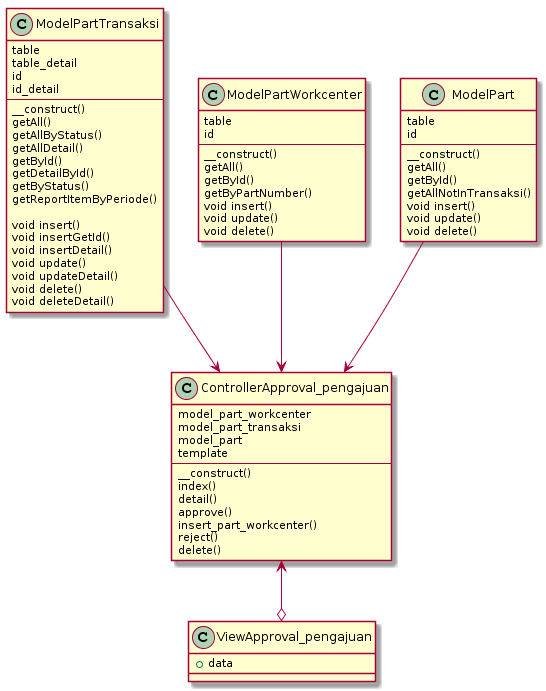 C ModelPartTransaksi
table
table_detail
id
id_detail
__construct()
getAll()
getAllByStatus()
getAllDetail()
getById()
getDetailById()
getByStatus()
getReportItemByPeriode()
void insert()
void insertGetId()
void insertDetail()
void update()
void updateDetail()
void delete()
void deleteDetail()
C ModelPartWorkcenter
table
id
__construct()
getAll()
getById()
getByPartNumber()
void insert()
void update()
void delete()
C ModelPart
table
id
__construct()
getAll()
getById()
getAllNotInTransaksi()
void insert()
void update()
void delete()
C ControllerApproval_pengajuan
model_part_workcenter
model_part_transaksi
model_part
template
__construct()
index()
detail()
approve()
insert_part_workcenter()
reject()
delete()
C ViewApproval_pengajuan
data